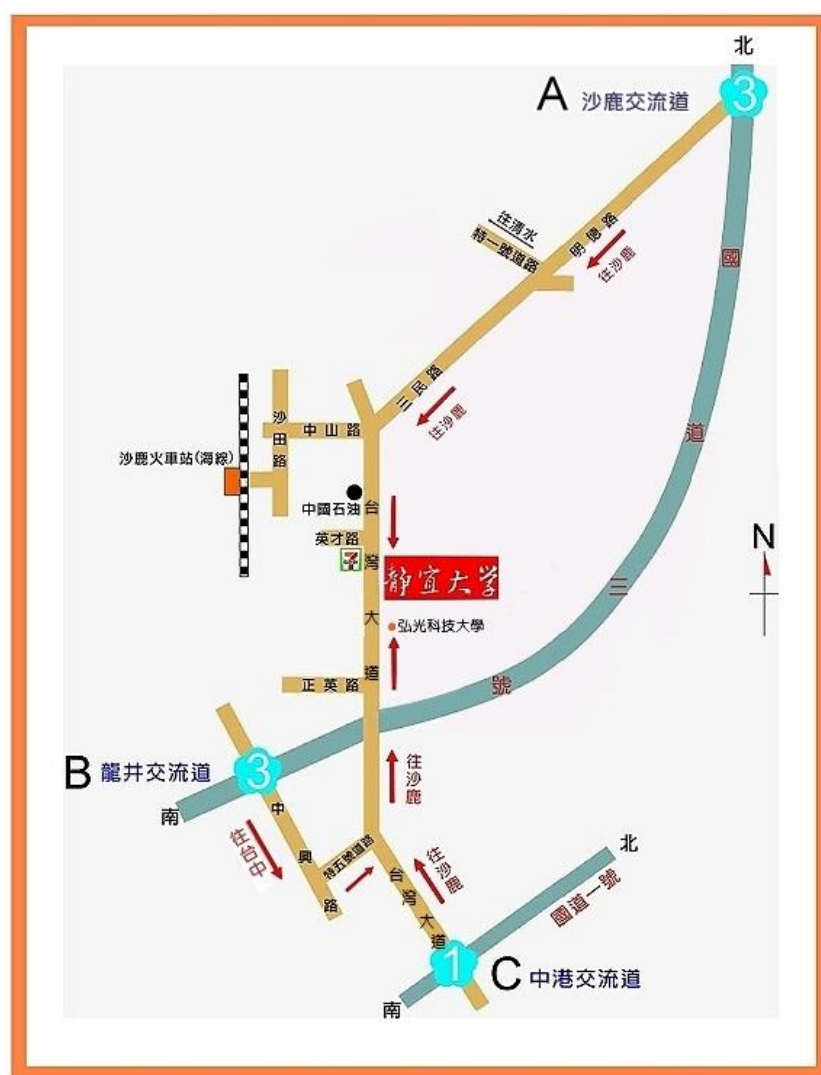 北
A 沙鹿交流道
3
往清水
特一號道路
明德路
往沙鹿
國道三號
三民路
往沙鹿
沙田路
中山路
沙鹿火車站(海線)
中國石油
台灣大道
英才路
7
靜宜大学
N
弘光科技大學
正英路
B 龍井交流道
3
南
往沙鹿
中興路
往台中
特五號道路
往沙鹿
台灣大道
北
國道一號
1
C 中港交流道
南